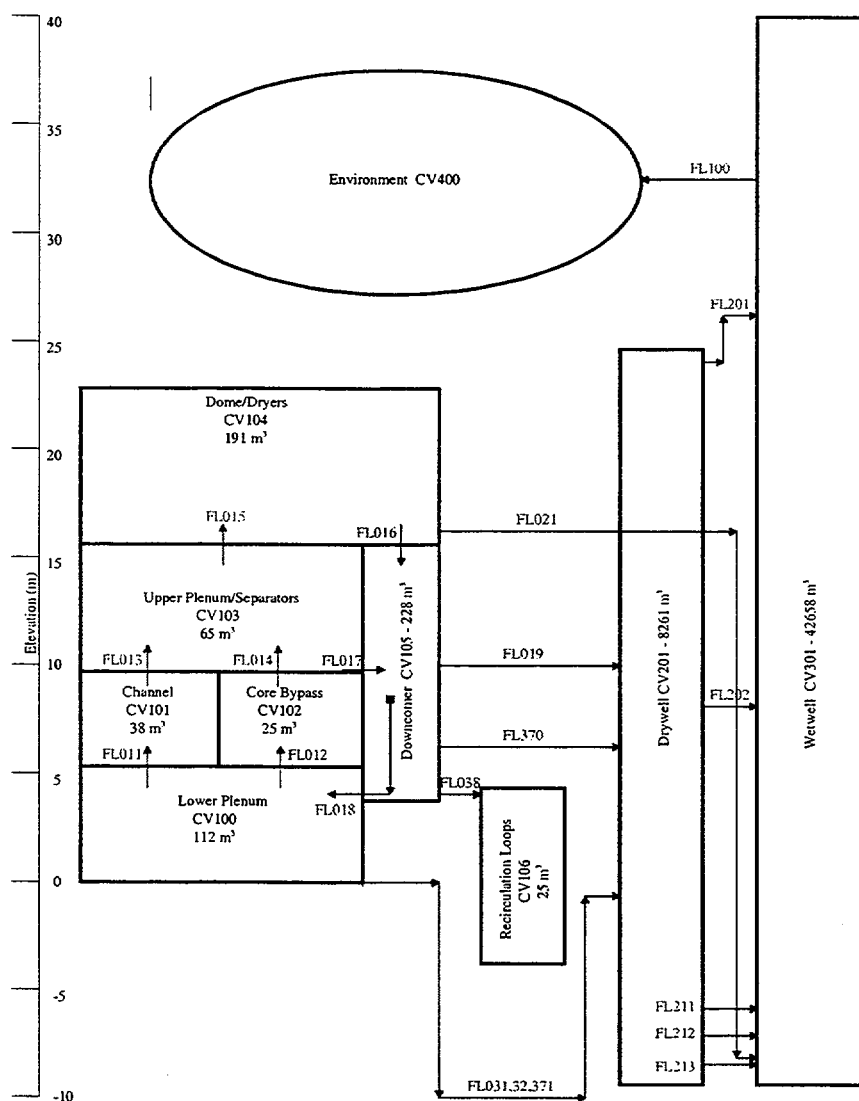 40
35
30
25
20
15
10
5
0
-5
-10
Elevation (m)
Environment CV400
FL100
FL201
Dome/Dryers
CV104
191 m³
FL015
FL016
FL021
Upper Plenum/Separators
CV103
65 m³
FL013
FL014
FL017
Downcomer CV105 - 228 m³
FL019
Channel
CV101
38 m³
Core Bypass
CV102
25 m³
FL202
FL370
FL011
FL012
FL038
Lower Plenum
CV100
112 m³
FL018
Recirculation Loops
CV106
25 m³
Drywell CV201 - 8261 m³
Wetwell CV301 - 42658 m³
FL211
FL212
FL213
FL031,32,371